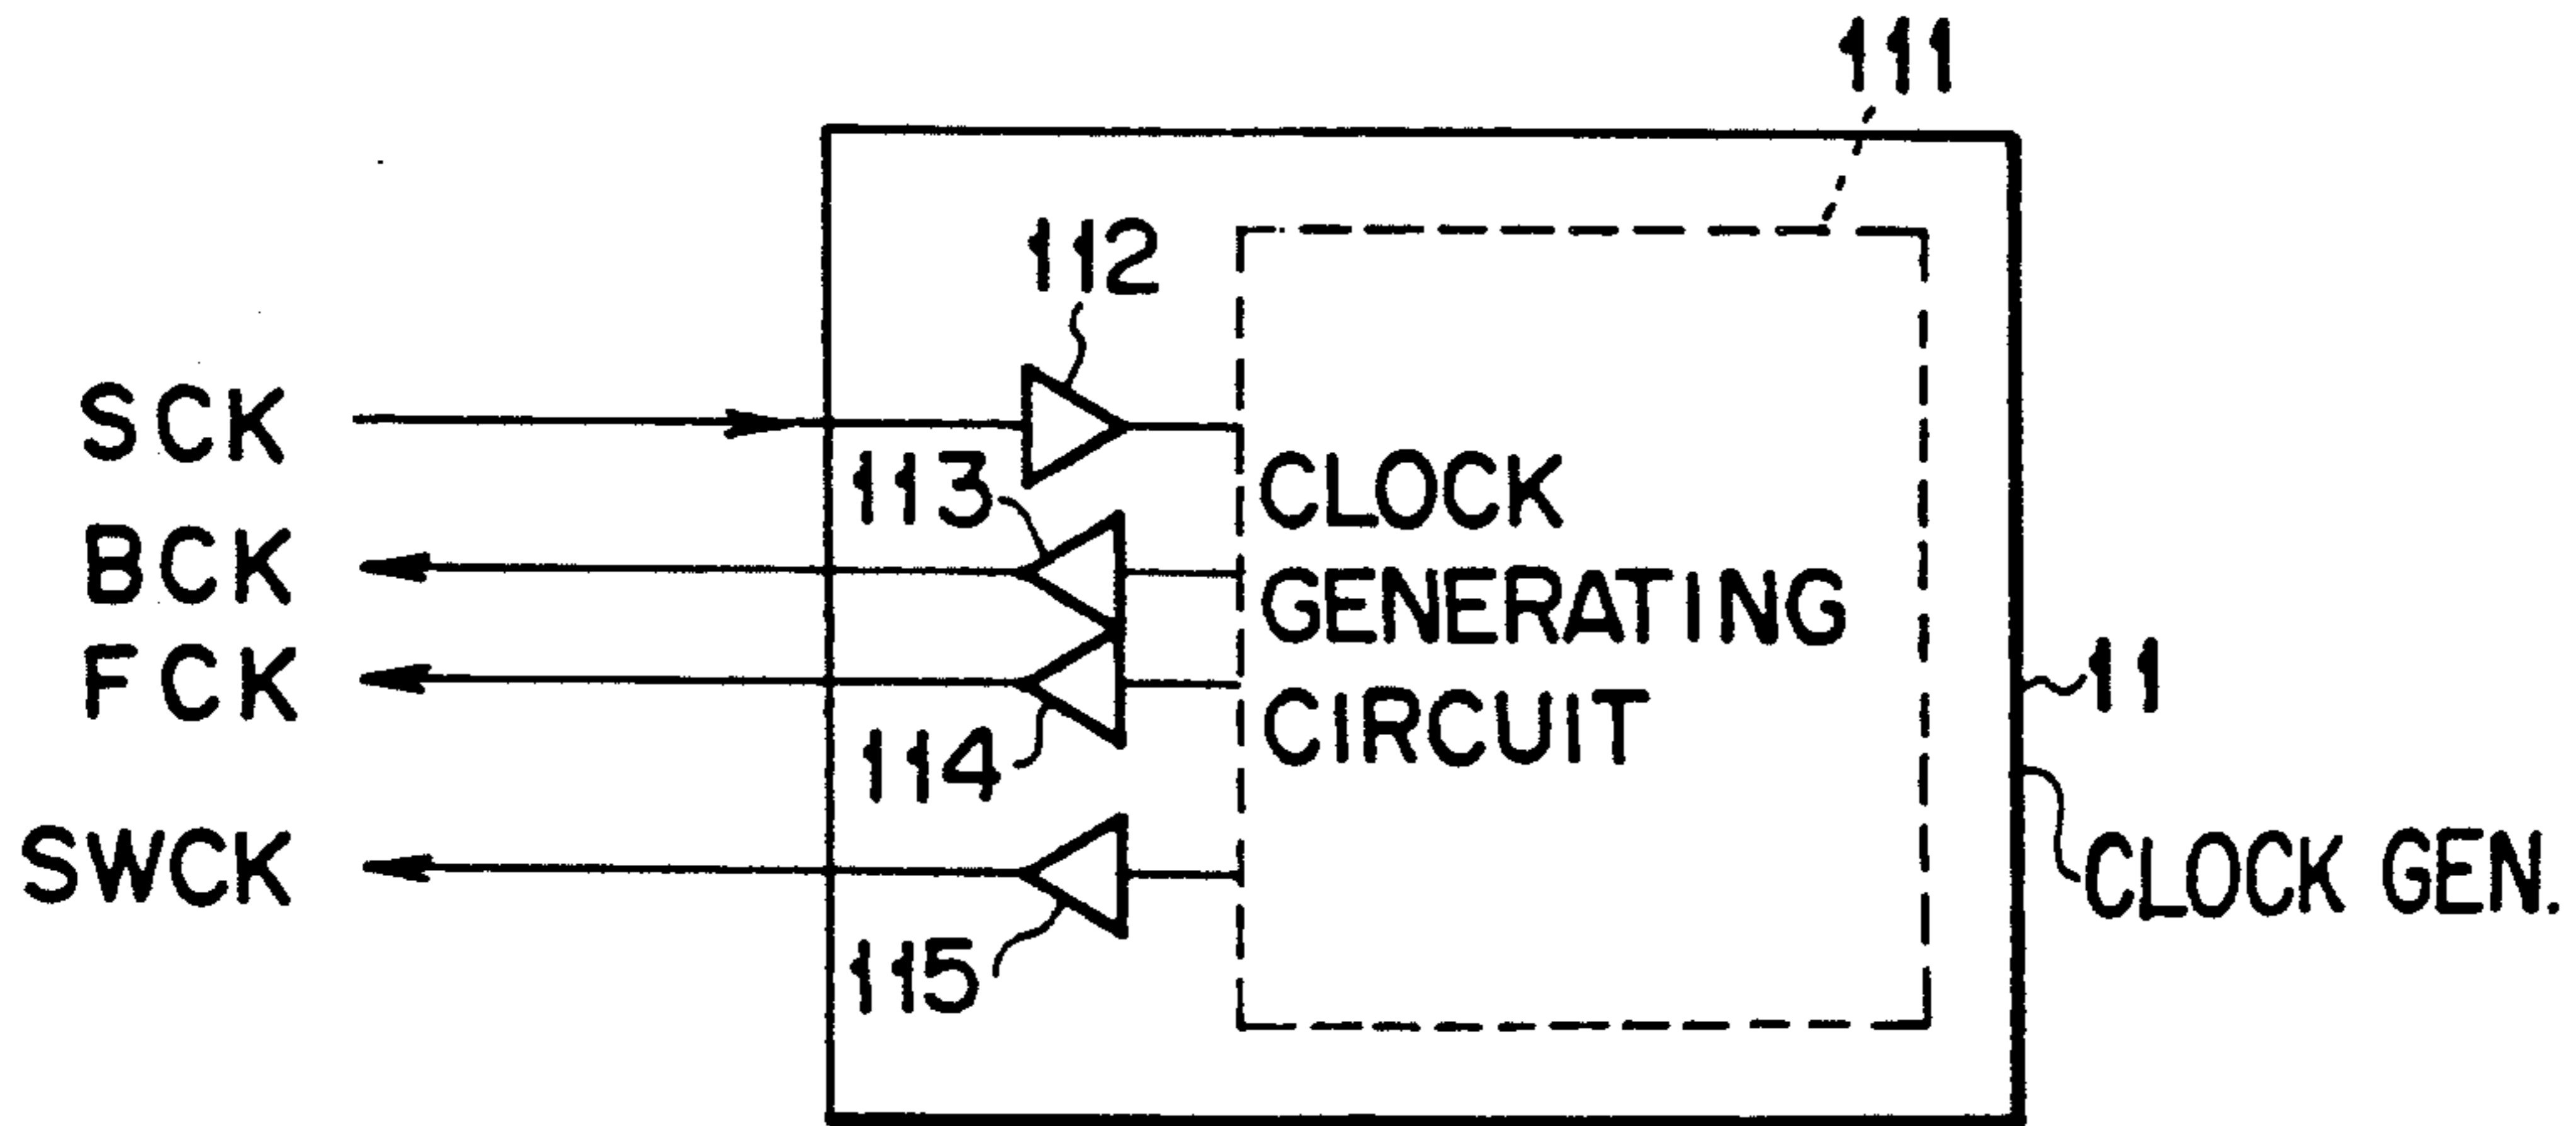 111
112
SCK
113
CLOCK
BCK
GENERATING
FCK
11
114
CIRCUIT
SWCK
CLOCK GEN.
115